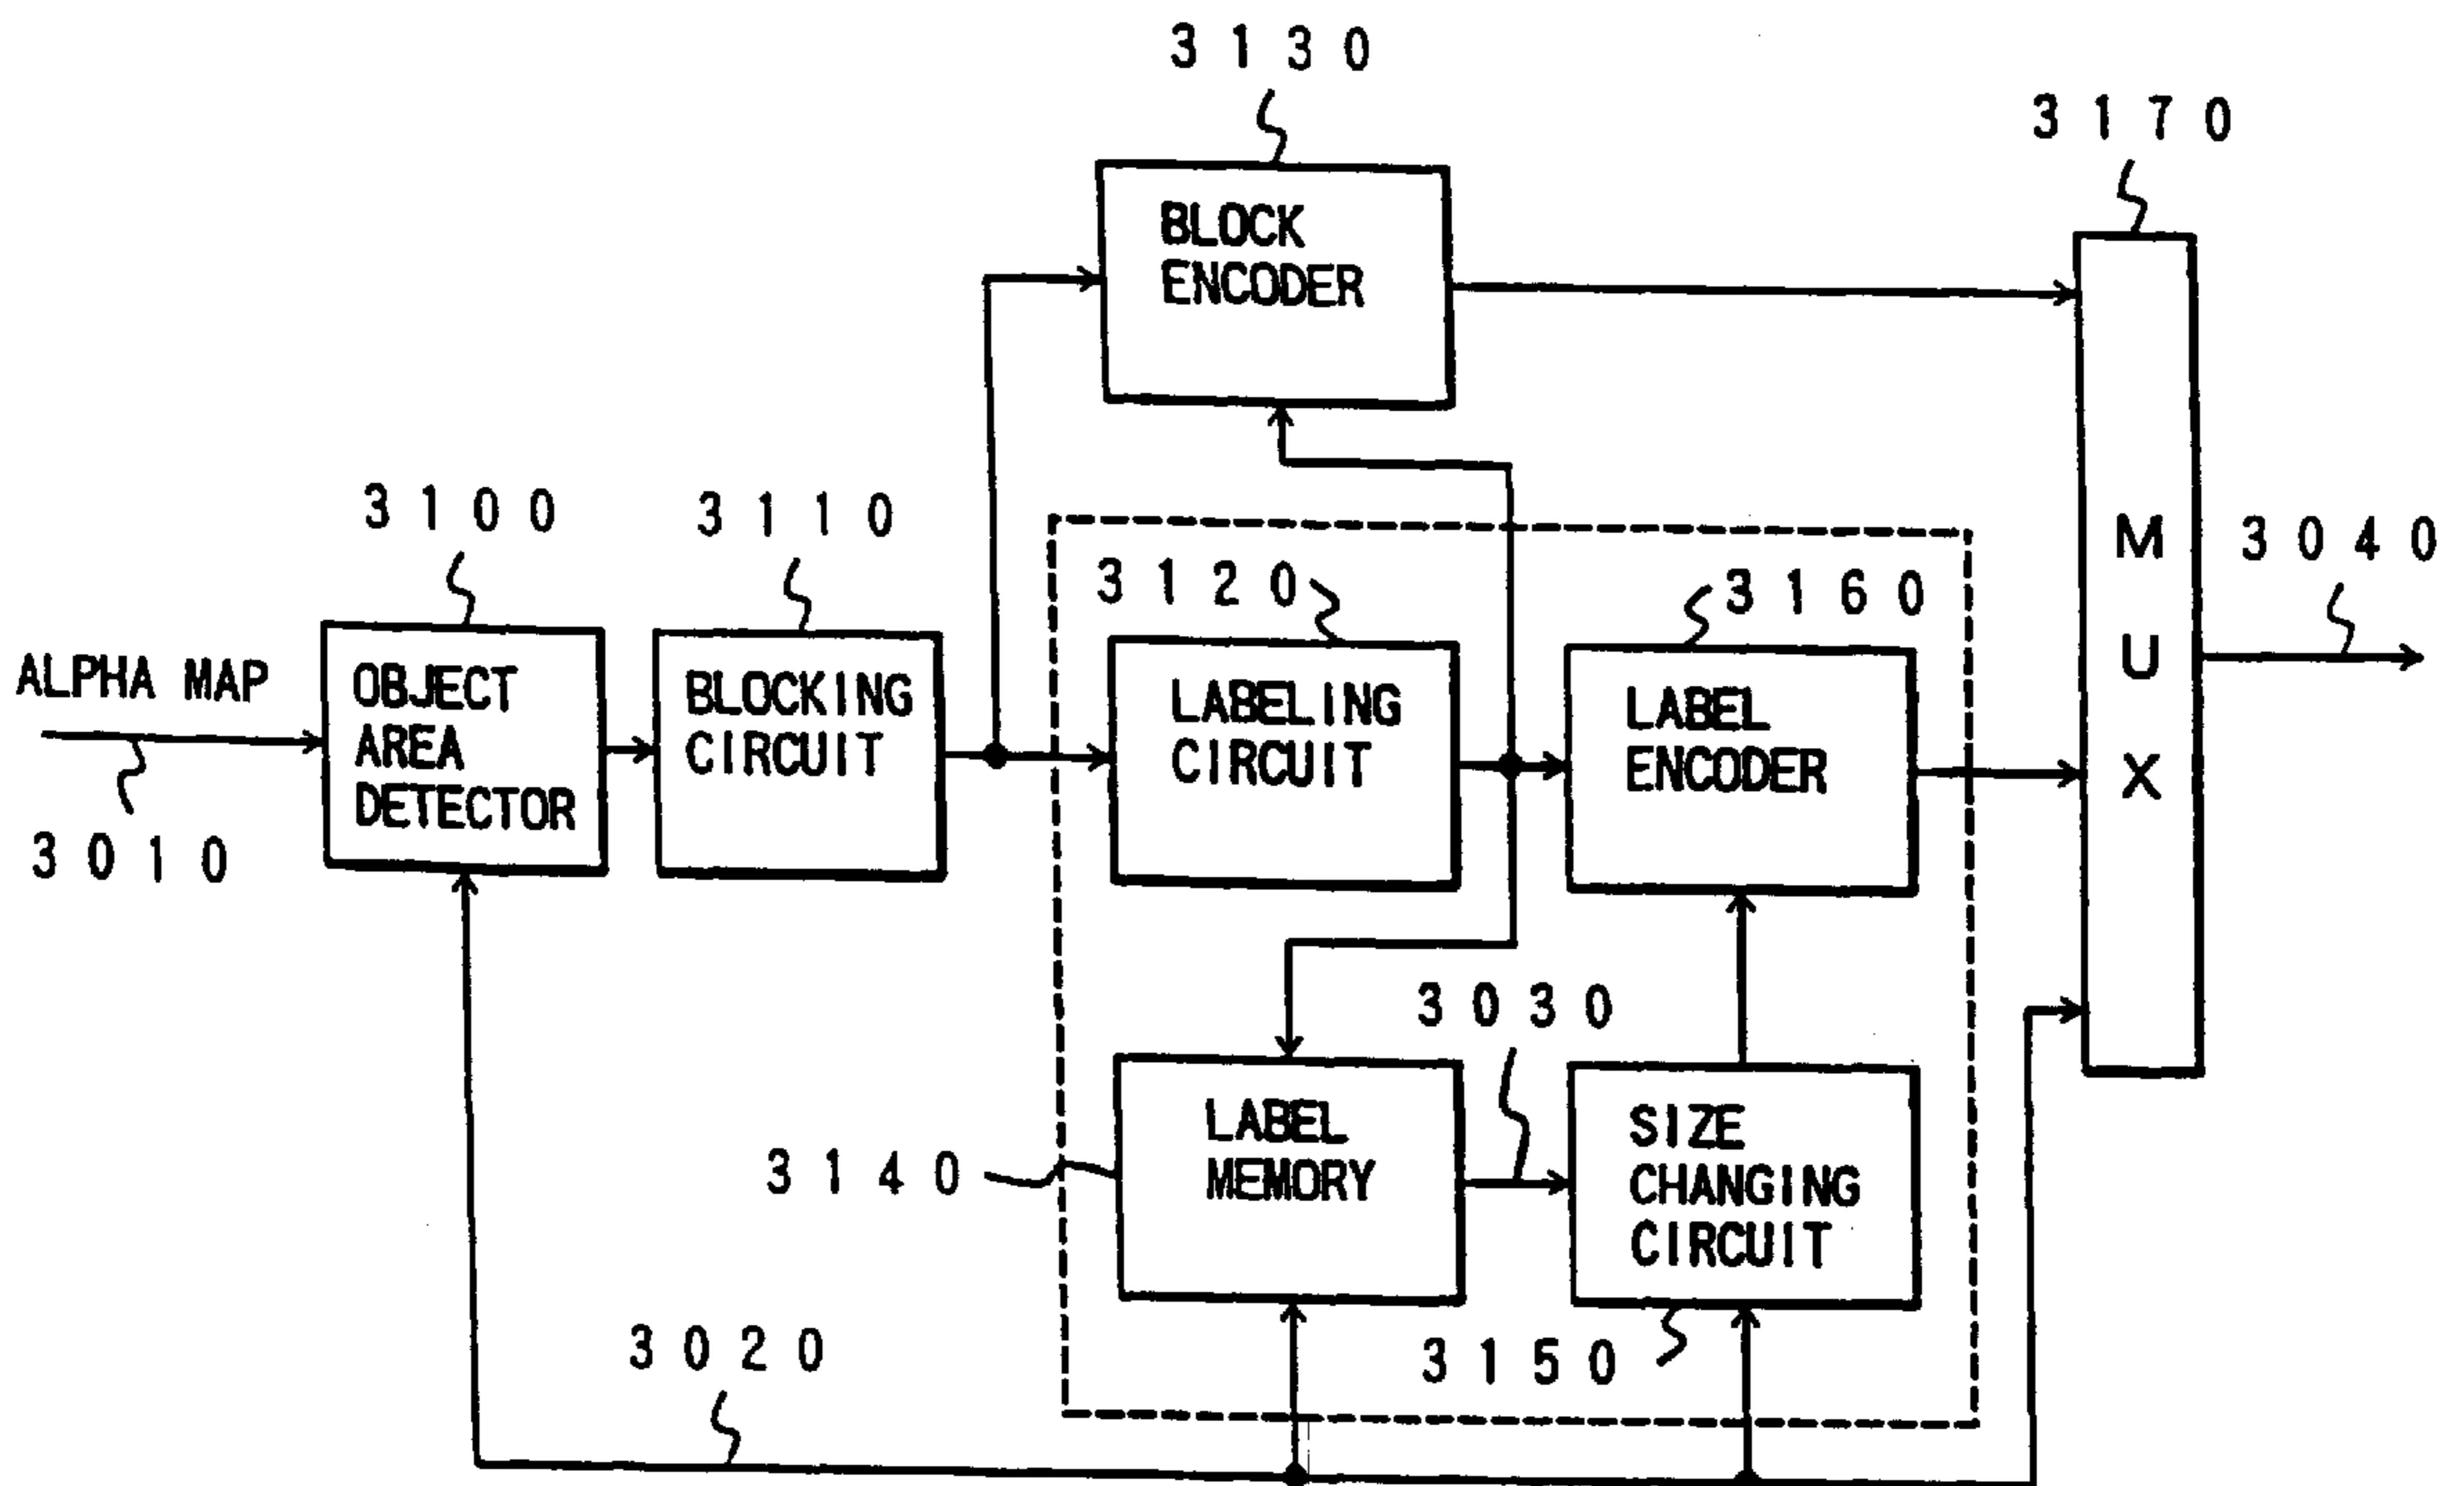 3130
3170
BLOCK
ENCODER
3100
3110
M
U
X
3040
3120
3160
ALPHA MAP
OBJECT
AREA
DETECTOR
BLOCKING
CIRCUIT
LABELING
CIRCUIT
LABEL
ENCODER
3010
3030
LABEL
MEMORY
SIZE
CHANGING
CIRCUIT
3140
3020
3150